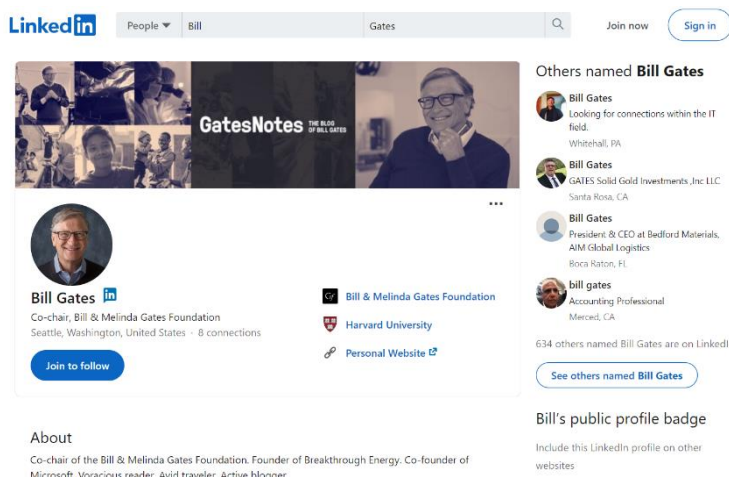 LinkedIn
People
Bill
Gates
Join now
Sign in
GatesNotes THE BLOG
OF BILL GATES
Bill Gates in
Co-chair, Bill & Melinda Gates Foundation
Seattle, Washington, United States · 8 connections
Join to follow
Bill & Melinda Gates Foundation
Harvard University
Personal Website
About
Co-chair of the Bill & Melinda Gates Foundation. Founder of Breakthrough Energy. Co-founder of
Microsoft. Voracious reader. Avid traveler. Active blogger.
Others named Bill Gates
Bill Gates
Looking for connections within the IT
field.
Whitehall, PA
Bill Gates
GATES Solid Gold Investments ,Inc LLC
Santa Rosa, CA
Bill Gates
President & CEO at Bedford Materials,
AIM Global Logistics
Boca Raton, FL
bill gates
Accounting Professional
Merced, CA
634 others named Bill Gates are on LinkedI
See others named Bill Gates
Bill’s public profile badge
Include this LinkedIn profile on other
websites